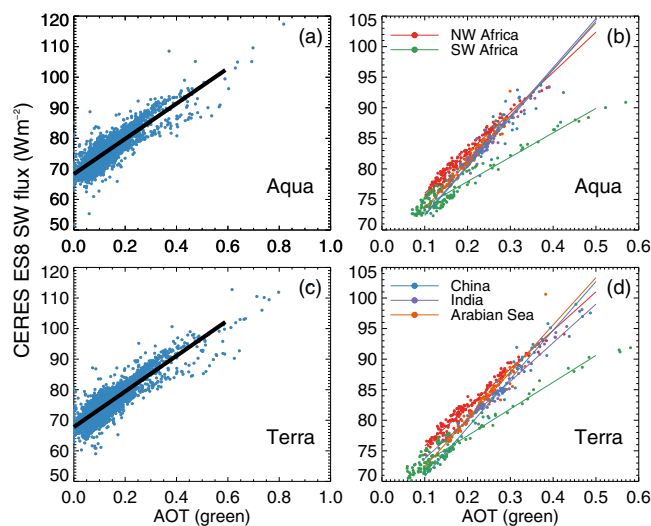 CERES ES8 SW flux (Wm⁻²)
120
110
100
90
80
70
60
50
(a)
Aqua
0.0 0.2 0.4 0.6 0.8 1.0
105
100
95
90
85
80
75
70
(b)
NW Africa
SW Africa
Aqua
0.0 0.1 0.2 0.3 0.4 0.5 0.6
120
110
100
90
80
70
60
50
(c)
Terra
0.0 0.2 0.4 0.6 0.8 1.0
AOT (green)
105
100
95
90
85
80
75
70
(d)
China
India
Arabian Sea
Terra
0.0 0.1 0.2 0.3 0.4 0.5 0.6
AOT (green)